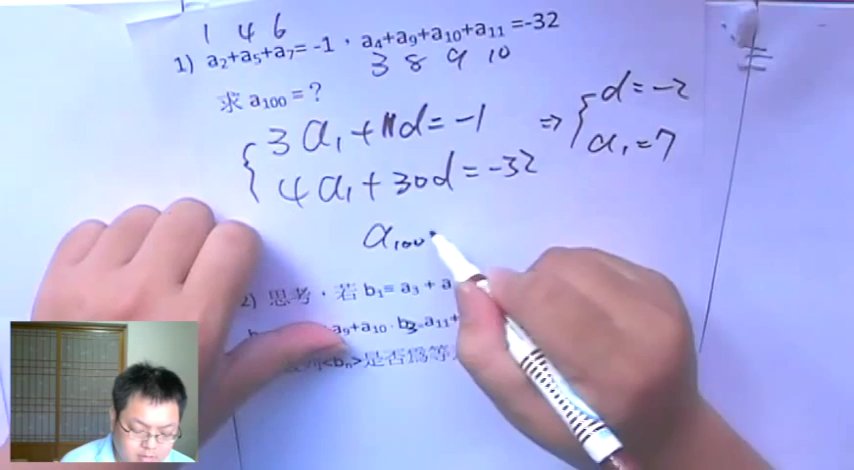 1 4 6
1) a₂+a₅+a₇= -1，a₄+a₉+a₁₀+a₁₁=-32
3 8 9 10
求 a₁₀₀ = ?
3a₁+11d=-1 ⇒ d=-2
4a₁+30d=-32 a₁=7
a₁₀₀
2) 思考，若 b₁= a₃ + a
a₉+a₁₀，b₃=a₁₁+
<bₙ>是否為等